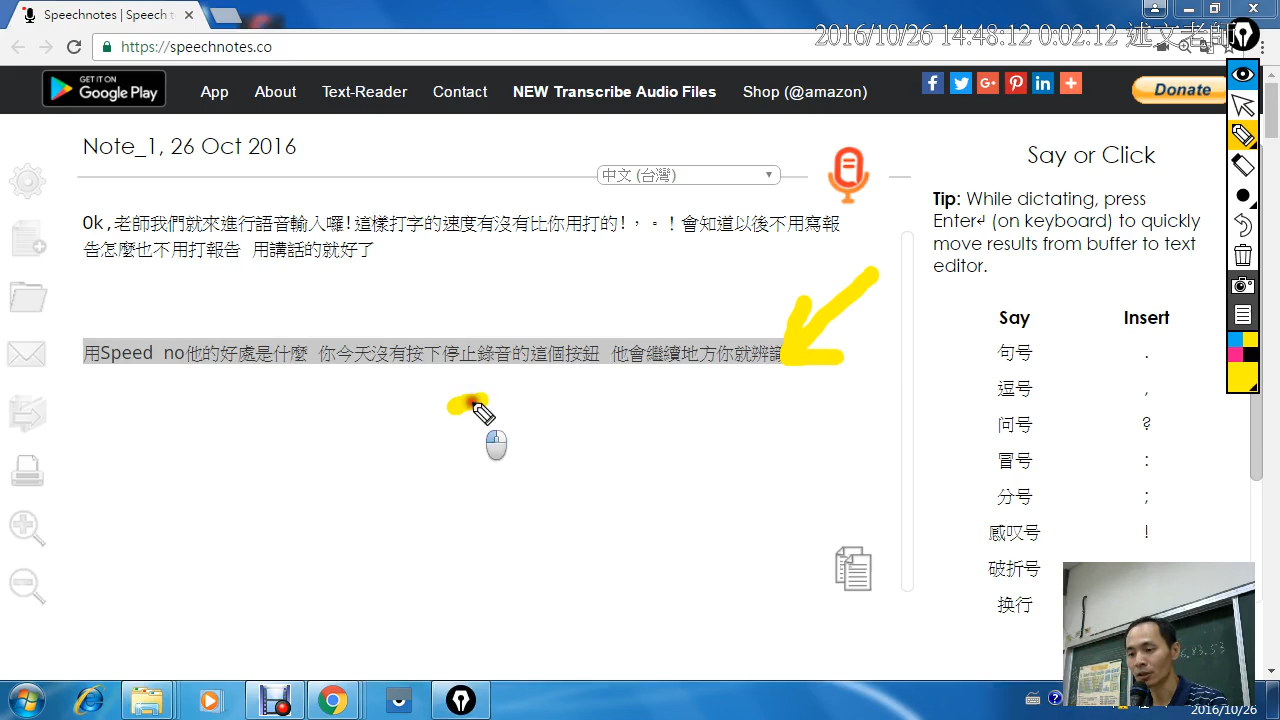 Speechnotes | Speech t
2016/10/26 14:48:12 0:02:12 述文老師
https://speechnotes.co
GET IT ON
Google Play
App
About
Text-Reader
Contact
NEW Transcribe Audio Files
Shop (@amazon)
Donate
Note_1, 26 Oct 2016
中文 (台灣)
Ok,老師我們就來進行語音輸入囉!這樣打字的速度有沒有比你用打的!,。!會知道以後不用寫報
告怎麼也不用打報告 用講話的就好了
用Speed no他的好處是什麼 你今天沒有按下停止錄音的這個按鈕 他會繼續地方你就辨識
Say or Click
Tip: While dictating, press
Enter↵ (on keyboard) to quickly
move results from buffer to text
editor.
Say Insert
句号 .
逗号 ,
问号 ?
冒号 :
分号 ;
感叹号 !
破折号
换行
2016/10/26